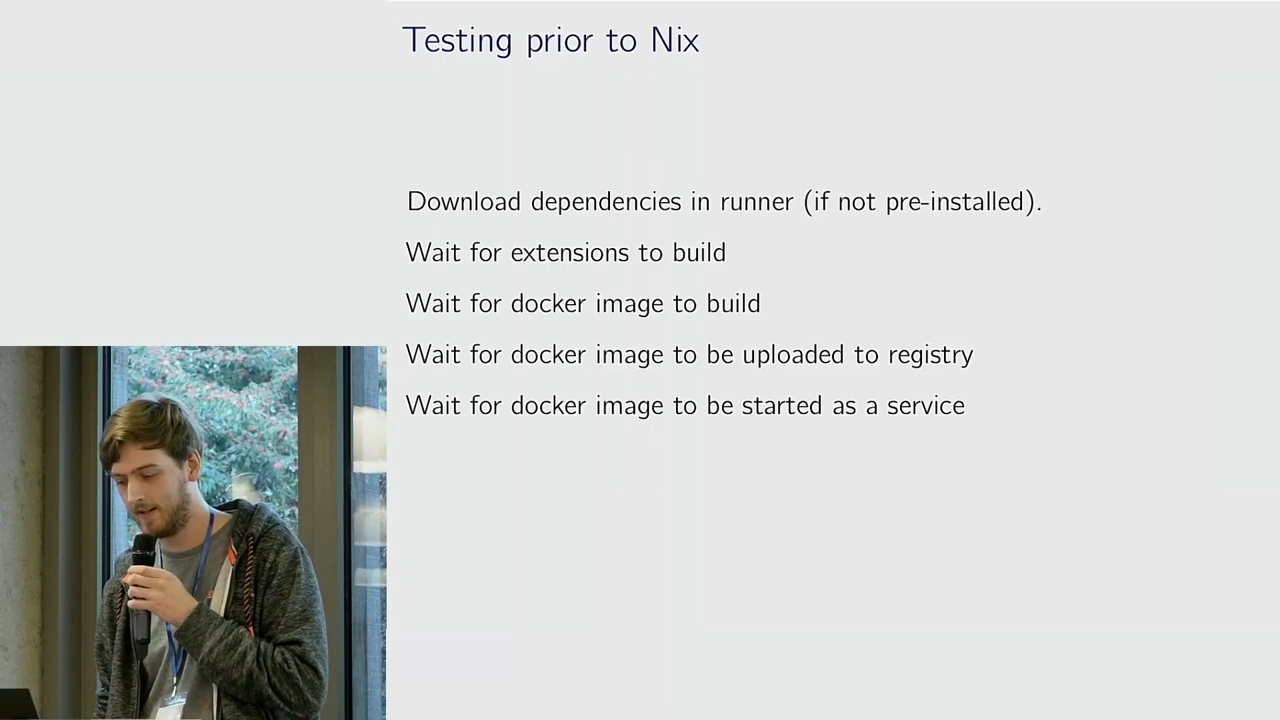 Testing prior to Nix
Download dependencies in runner (if not pre-installed).
Wait for extensions to build
Wait for docker image to build
Wait for docker image to be uploaded to registry
Wait for docker image to be started as a service